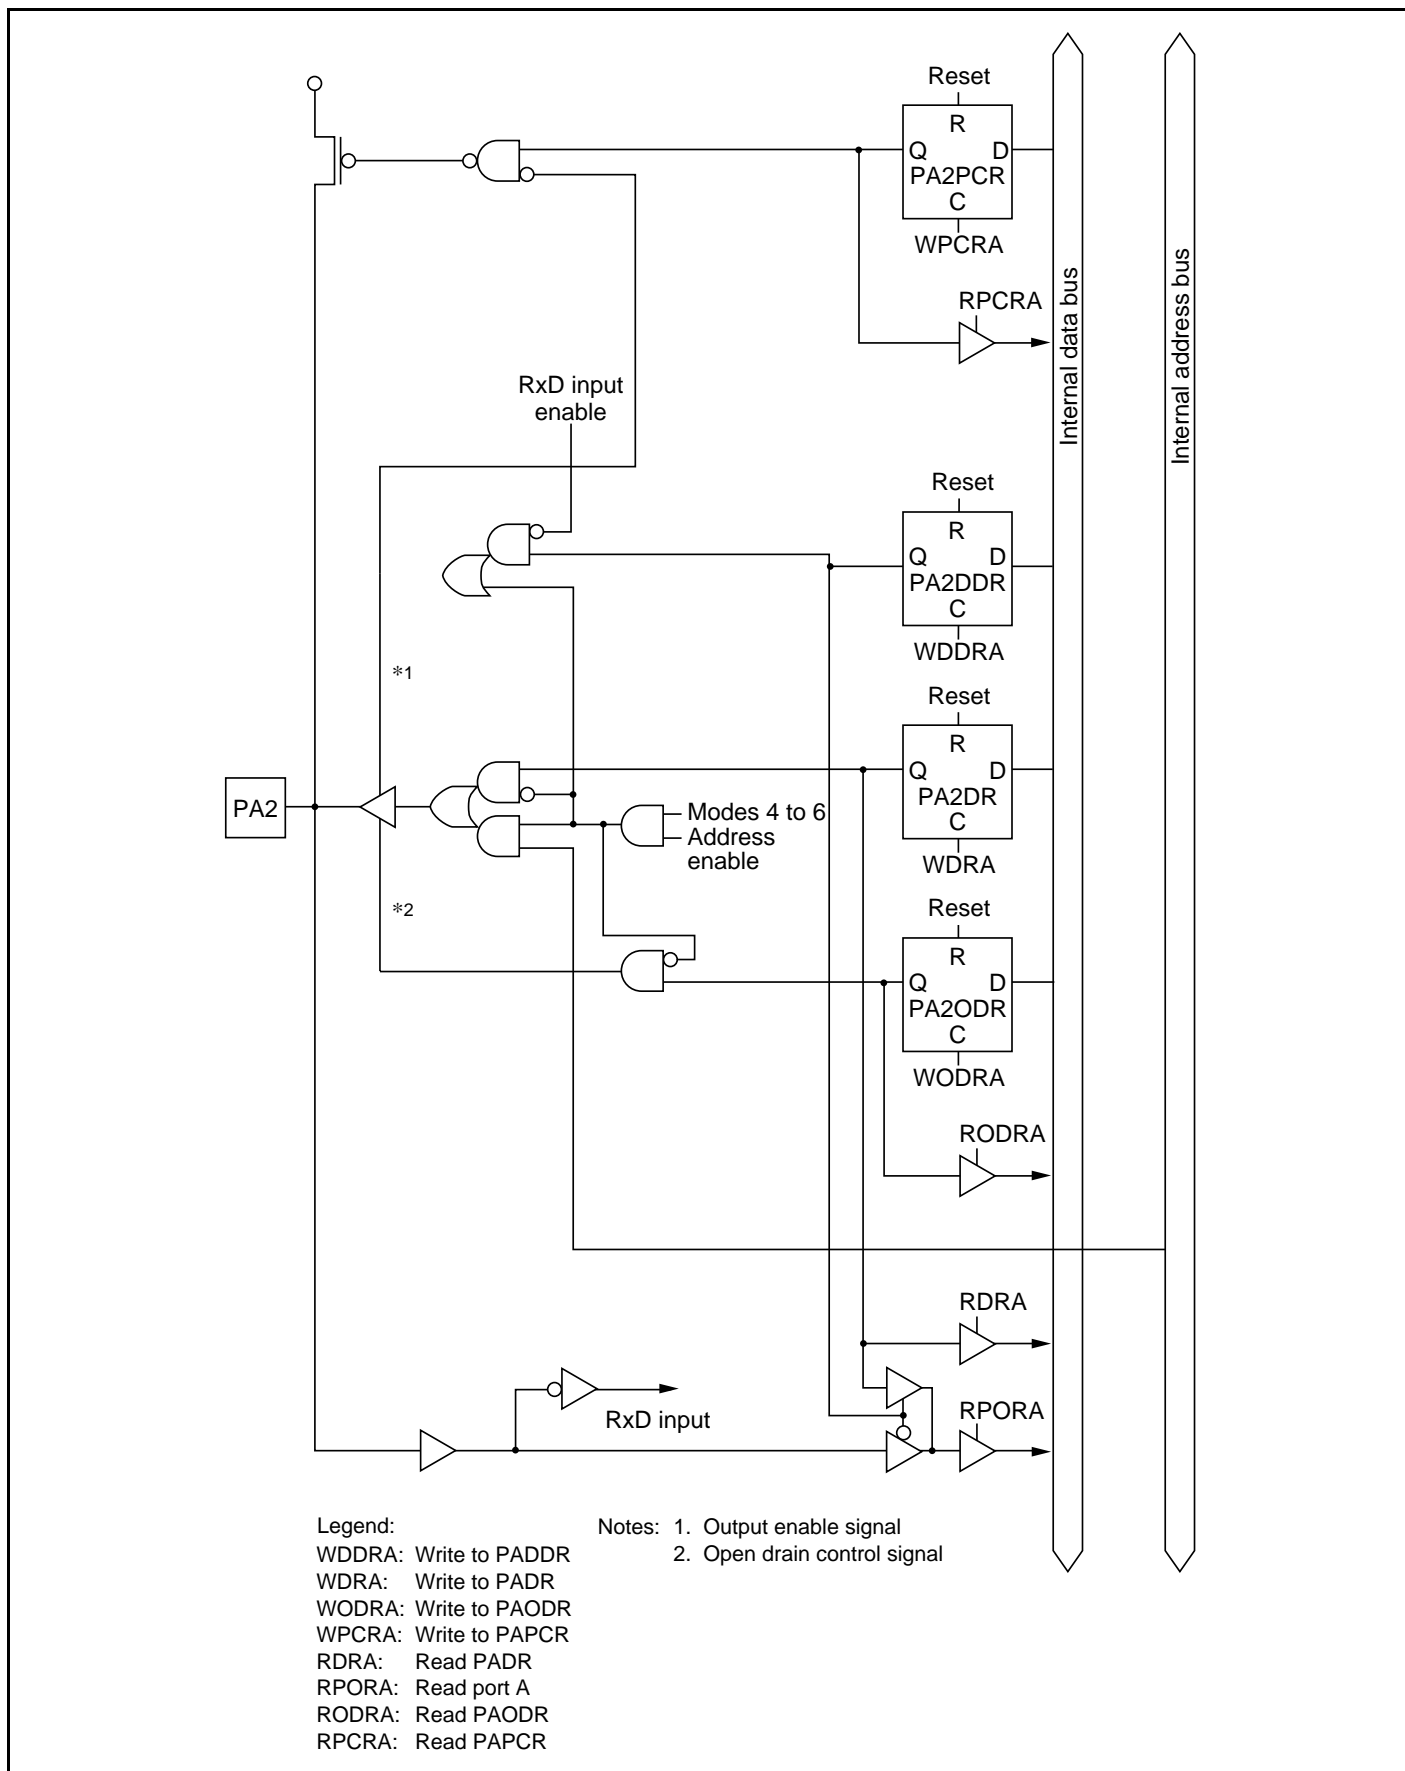 Reset
R
Q D
PA2PCR
C
WPCRA
RPCRA
Internal data bus
Internal address bus
RxD input
enable
Reset
R
Q D
PA2DDR
C
WDDRA
*1
Reset
R
Q D
PA2DR
C
WDRA
PA2
Modes 4 to 6
Address
enable
*2
Reset
R
Q D
PA2ODR
C
WODRA
RODRA
RDRA
RxD input
RPORA
Legend:
WDDRA: Write to PADDR
WDRA: Write to PADR
WODRA: Write to PAODR
WPCRA: Write to PAPCR
RDRA: Read PADR
RPORA: Read port A
RODRA: Read PAODR
RPCRA: Read PAPCR
Notes: 1. Output enable signal
2. Open drain control signal